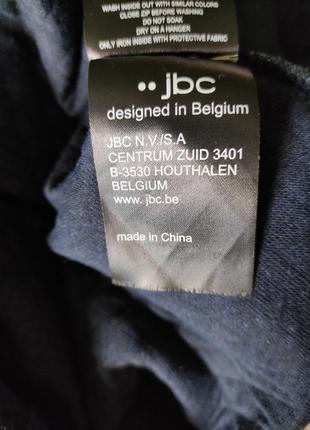 WASH INSIDE OUT WITH SIMILAR COLORS
CLOSE ZIP BEFORE WASHING
DO NOT SOAK
DRY ON A HANGER
ONLY IRON INSIDE WITH PROTECTIVE FABRIC
jbc
designed in Belgium
JBC N.V./S.A
CENTRUM ZUID 3401
B-3530 HOUTHALEN
BELGIUM
www.jbc.be
made in China